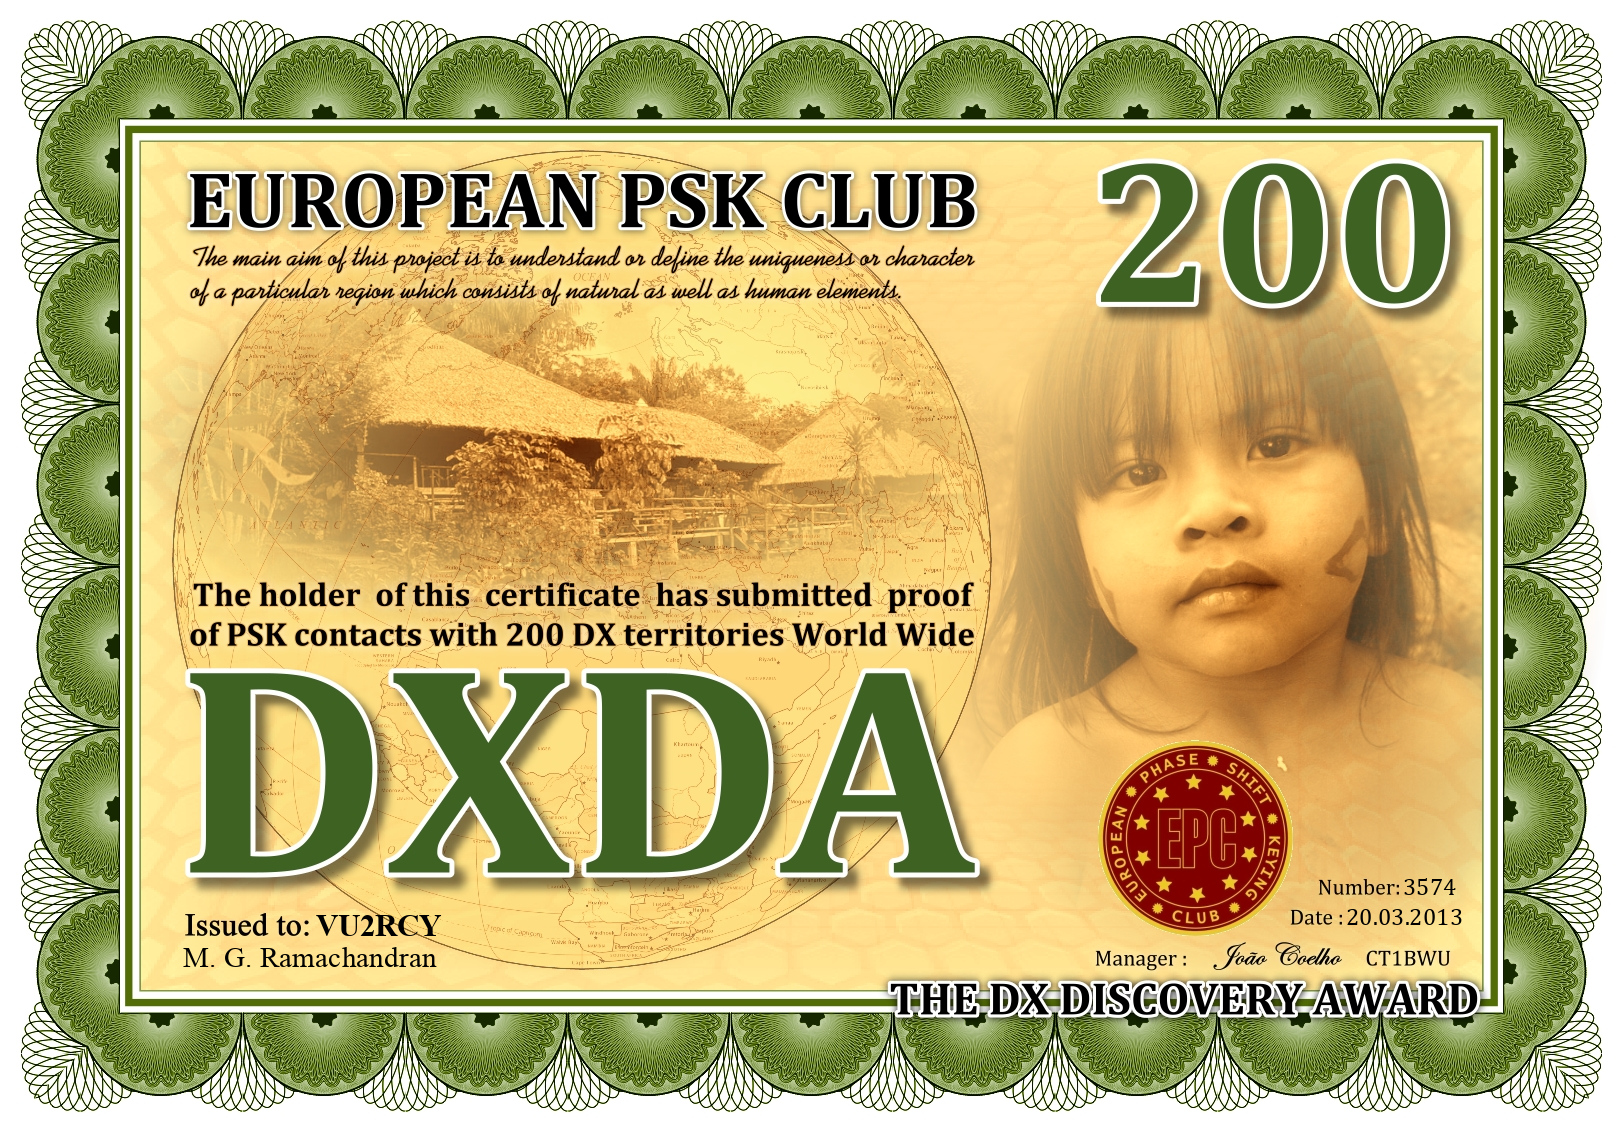 EUROPEAN PSK CLUB
200
The main aim of this project is to understand or define the uniqueness or character
of a particular region which consists of natural as well as human elements.
The holder of this certificate has submitted proof
of PSK contacts with 200 DX territories World Wide
DXDA
EUROPEAN PHASE SHIFT KEYING CLUB
EPC
Number: 3574
Date : 20.03.2013
Issued to: VU2RCY
M. G. Ramachandran
Manager : João Coelho CT1BWU
THE DX DISCOVERY AWARD
ATLANTIC
OCEAN